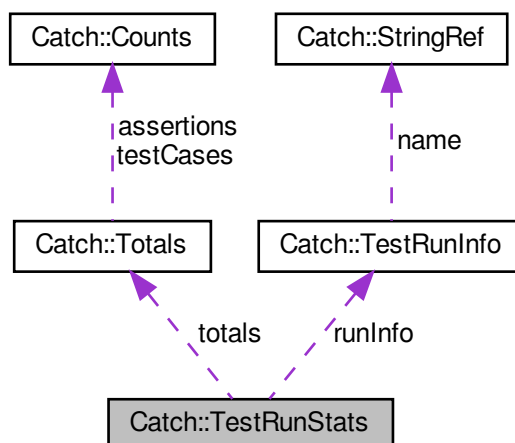 Catch::Counts
Catch::StringRef
assertions
testCases
name
Catch::Totals
Catch::TestRunInfo
totals
runInfo
Catch::TestRunStats